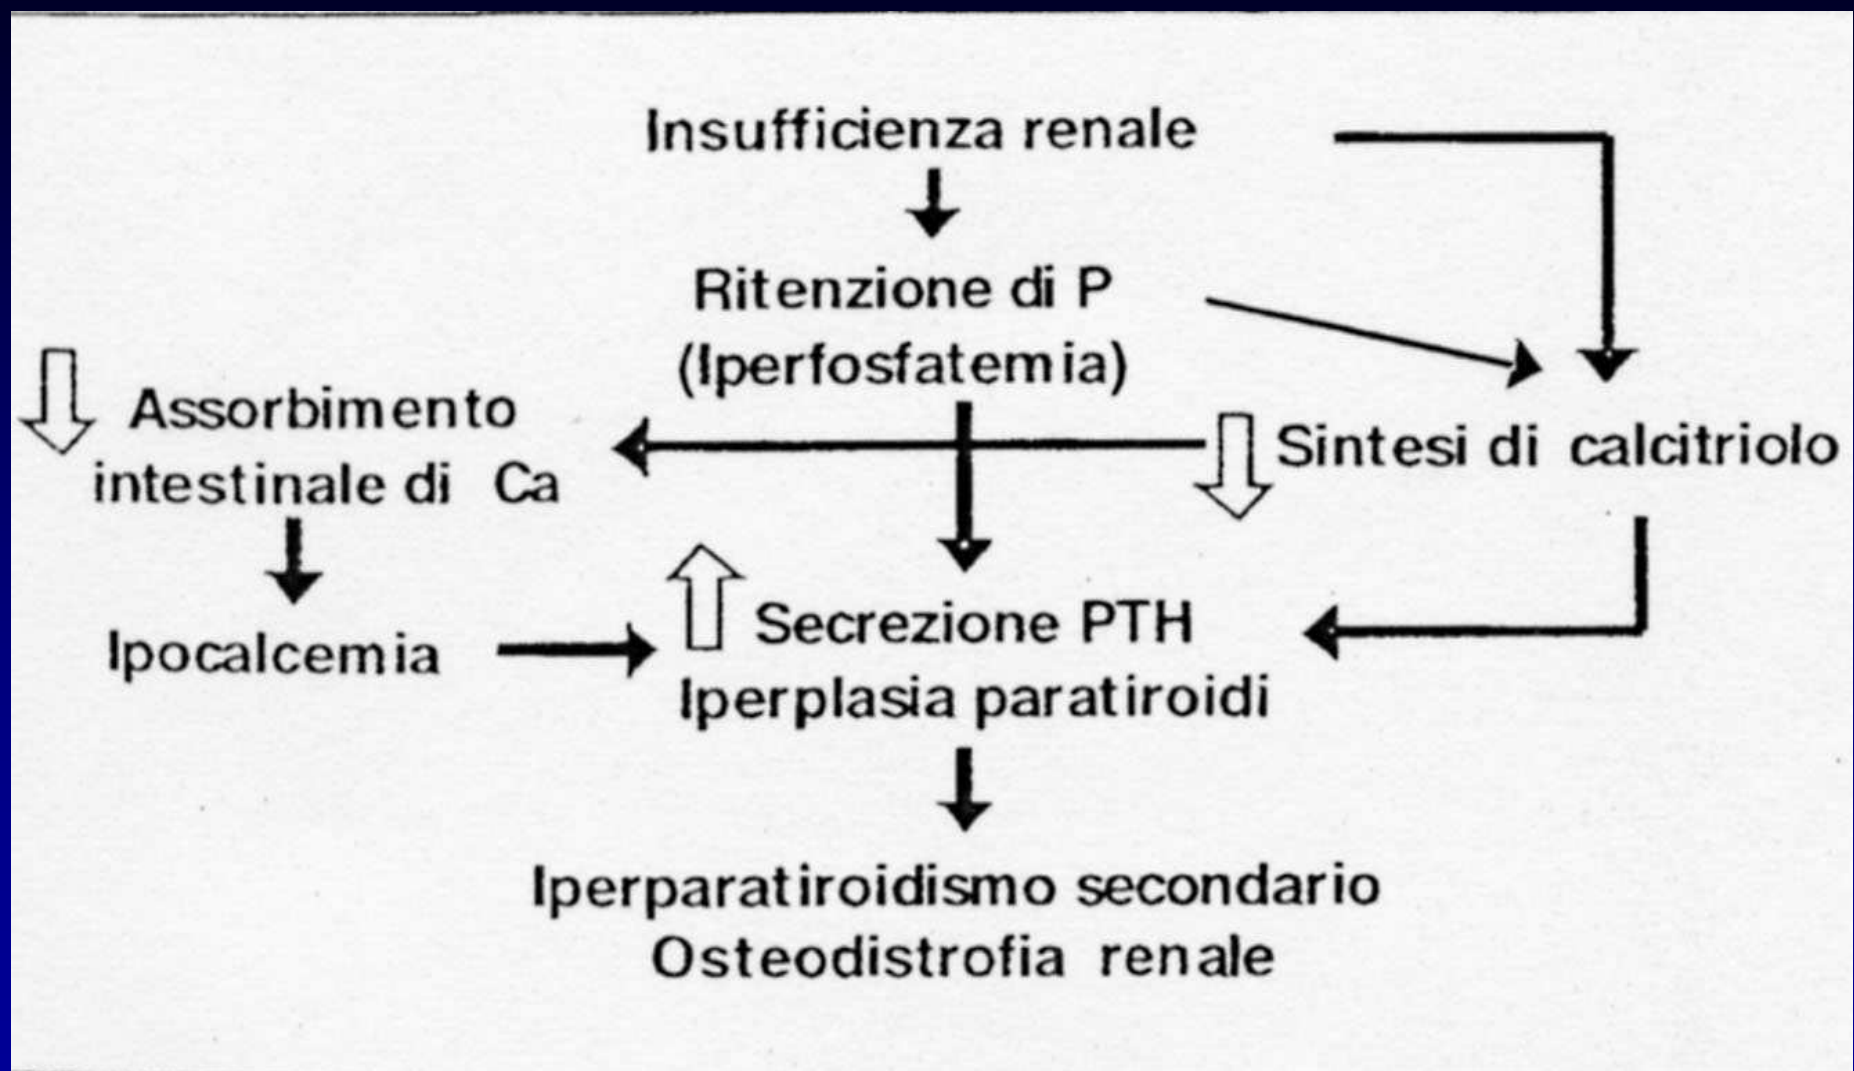 Insufficienza renale
Ritenzione di P
(Iperfosfatemia)
Assorbimento
intestinale di Ca
Sintesi di calcitriolo
Ipocalcemia
Secrezione PTH
Iperplasia paratiroidi
Iperparatiroidismo secondario
Osteodistrofia renale